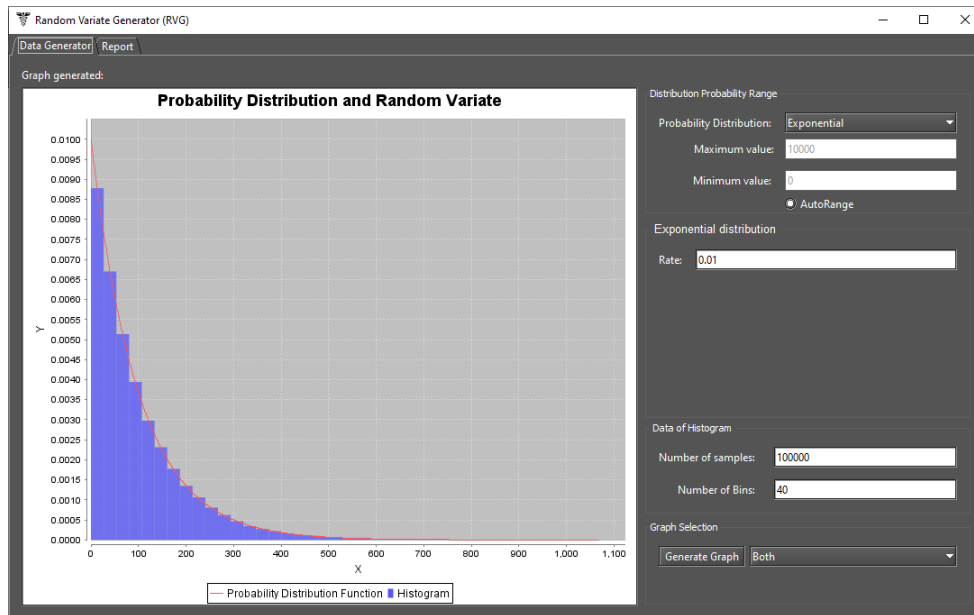 Random Variate Generator (RVG)
Data Generator Report
Graph generated:
Probability Distribution and Random Variate
0.0100
0.0095
0.0090
0.0085
0.0080
0.0075
0.0070
0.0065
0.0060
0.0055
0.0050
0.0045
0.0040
0.0035
0.0030
0.0025
0.0020
0.0015
0.0010
0.0005
0.0000
Y
0 100 200 300 400 500 600 700 800 900 1,000 1,100
X
Probability Distribution Function Histogram
Distribution Probability Range
Probability Distribution: Exponential
Maximum value: 10000
Minimum value: 0
AutoRange
Exponential distribution
Rate: 0.01
Data of Histogram
Number of samples: 100000
Number of Bins: 40
Graph Selection
Generate Graph Both